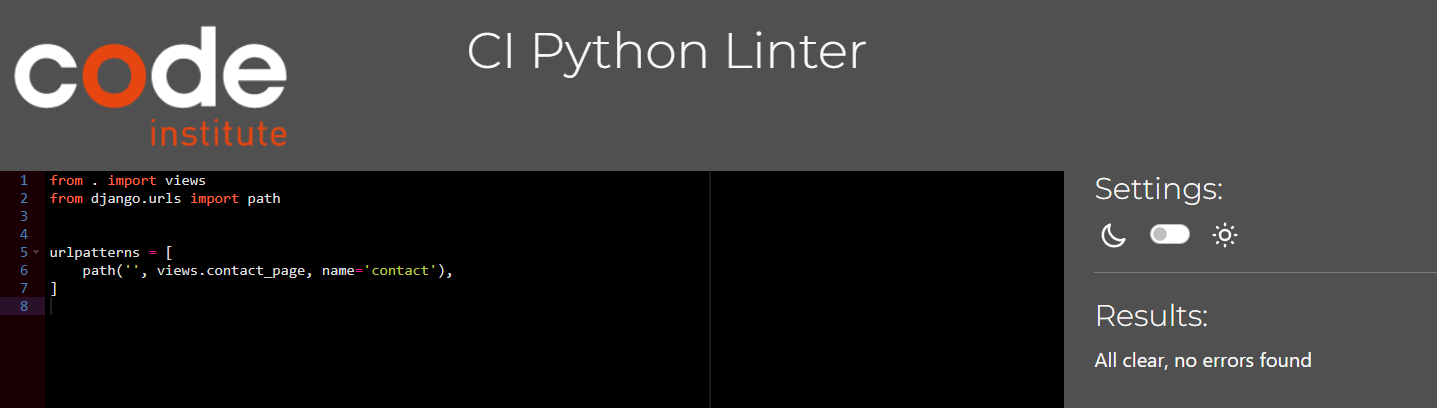 code
institute
CI Python Linter
1 from . import views
2 from django.urls import path
3
4
5 urlpatterns = [
6     path('', views.contact_page, name='contact'),
7 ]
8
Settings:
Results:
All clear, no errors found